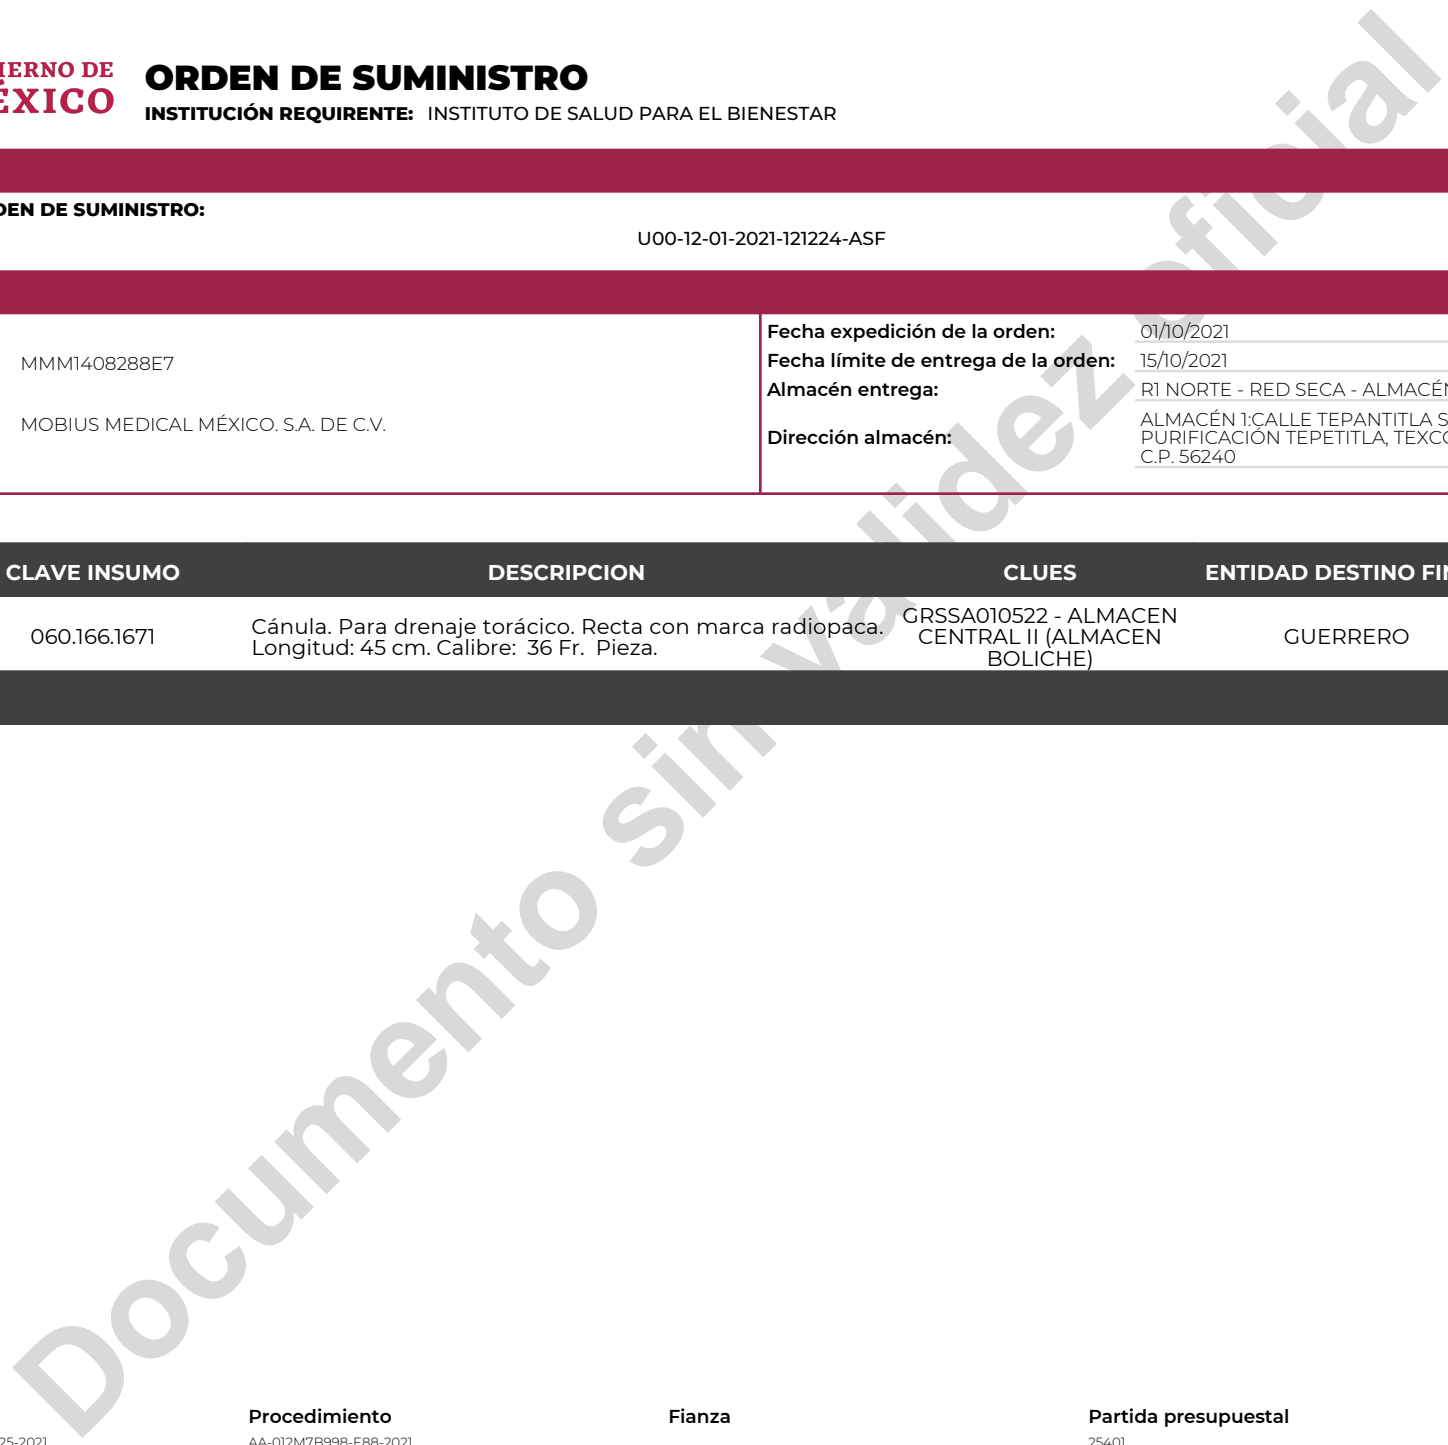 ORDEN DE SUMINISTRO
INSTITUCIÓN REQUIRENTE: INSTITUTO DE SALUD PARA EL BIENESTAR
IERNO DE
ÉXICO
DEN DE SUMINISTRO:
U00-12-01-2021-121224-ASF
MMM1408288E7
MOBIUS MEDICAL MÉXICO. S.A. DE C.V.
Fecha expedición de la orden: 01/10/2021
Fecha límite de entrega de la orden: 15/10/2021
Almacén entrega: R1 NORTE - RED SECA - ALMACÉN
Dirección almacén: ALMACÉN 1:CALLE TEPANTITLA S
PURIFICACIÓN TEPETITLA, TEXCO
C.P. 56240
CLAVE INSUMO DESCRIPCION CLUES ENTIDAD DESTINO FIN
060.166.1671
Cánula. Para drenaje torácico. Recta con marca radiopaca.
Longitud: 45 cm. Calibre: 36 Fr. Pieza.
GRSSA010522 - ALMACEN
CENTRAL II (ALMACEN
BOLICHE)
GUERRERO
Documento sin validez oficial
Procedimiento Fianza Partida presupuestal
25-2021 AA-012M7B998-E88-2021 25401